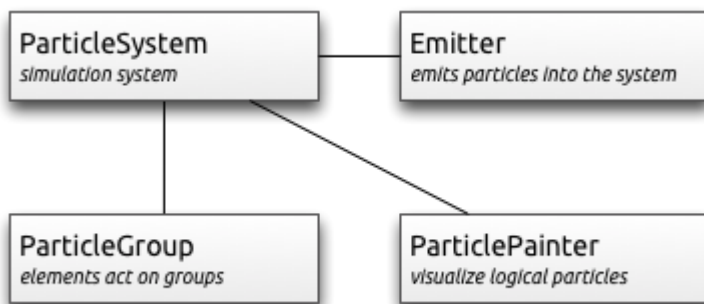 ParticleSystem
simulation system
Emitter
emits particles into the system
ParticleGroup
elements act on groups
ParticlePainter
visualize logical particles